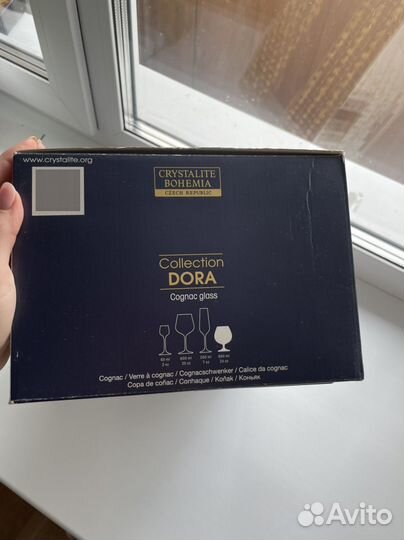 www.crystalite.org
CRYSTALITE
BOHEMIA
CZECH REPUBLIC
Collection
DORA
Cognac glass
Cognac / Verre à cognac / Cognacschwenker / Calice da cognac
Copa de coñac / Conhaque / Koňak / Коньяк
Avito